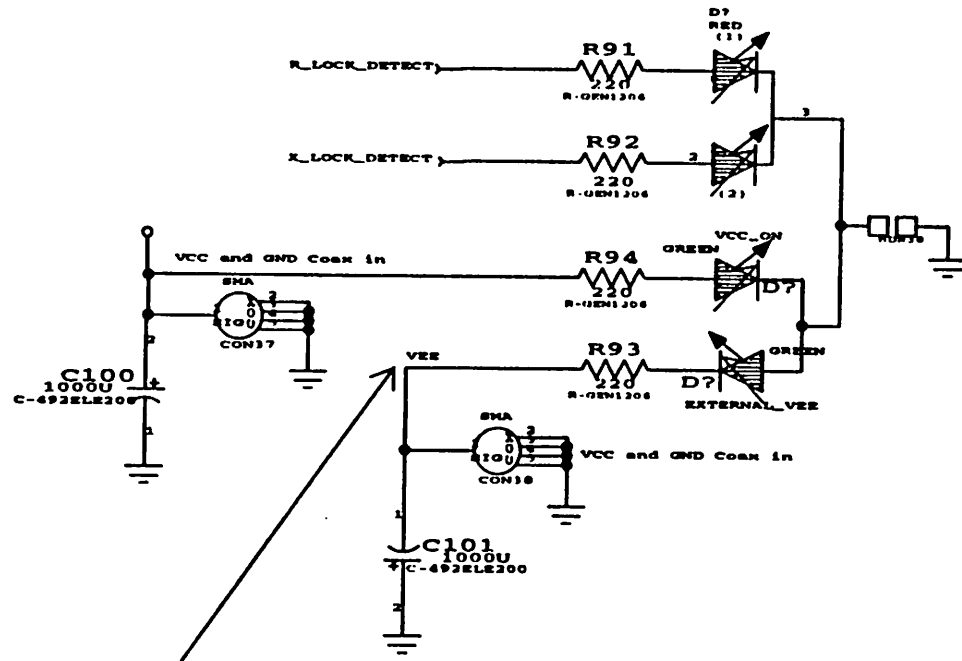 D?
RED
(1)
R91
R_LOCK_DETECT
220
R-GEN1206
3
R92
X_LOCK_DETECT
2
220
R-GEN1206
(2)
VCC_ON
GREEN
VCC and GND Coax in
R94
D?
220
R-GEN1206
SMA
SIG
CON37
2
R93
VEE
GREEN
C100
1000U
C-492ELE200
220
D?
R-GEN1206
EXTERNAL_VEE
1
SMA
SIG
VCC and GND Coax in
CON38
1
C101
1000U
C-492ELE200
2